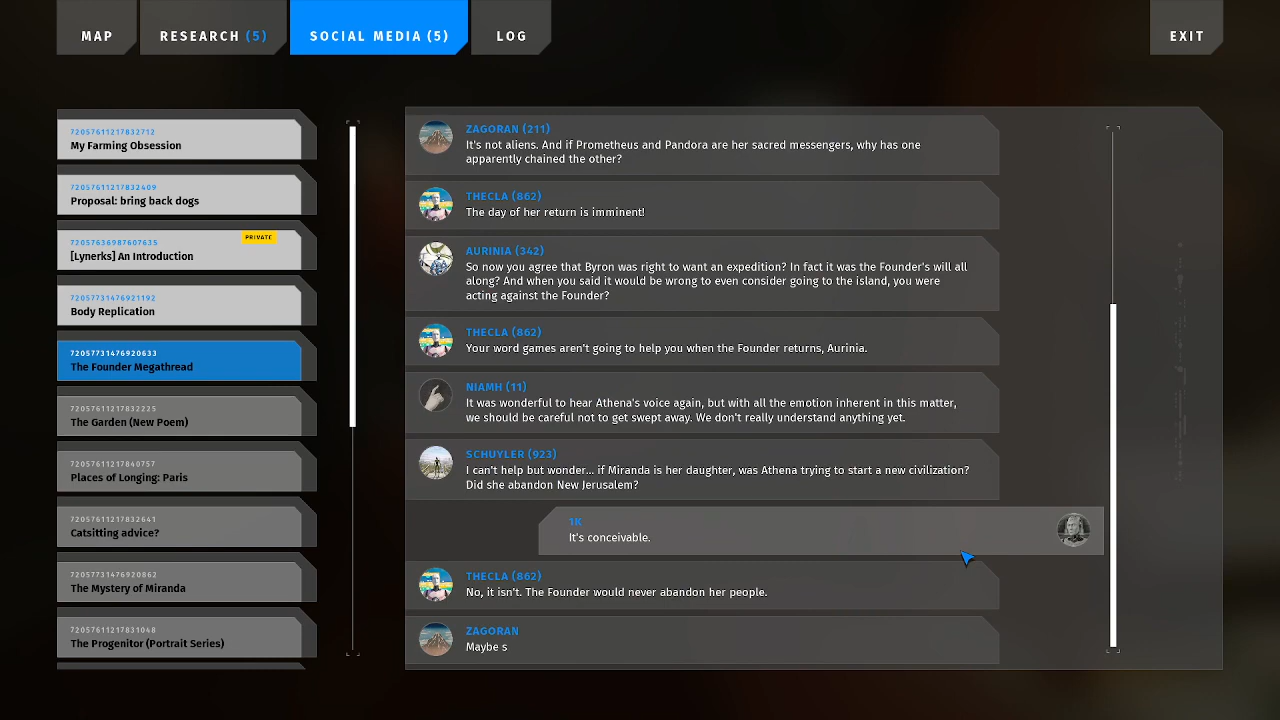 MAP
RESEARCH (5)
SOCIAL MEDIA (5)
LOG
EXIT
72057611217832712
My Farming Obsession
72057611217832409
Proposal: bring back dogs
72057636987607635
PRIVATE
[Lynerks] An Introduction
72057731476921192
Body Replication
72057731476920633
The Founder Megathread
72057611217832225
The Garden (New Poem)
72057611217840757
Places of Longing: Paris
72057611217832641
Catsitting advice?
72057731476920862
The Mystery of Miranda
72057611217831048
The Progenitor (Portrait Series)
ZAGORAN (211)
It's not aliens. And if Prometheus and Pandora are her sacred messengers, why has one
apparently chained the other?
THECLA (862)
The day of her return is imminent!
AURINIA (342)
So now you agree that Byron was right to want an expedition? In fact it was the Founder's will all
along? And when you said it would be wrong to even consider going to the island, you were
acting against the Founder?
THECLA (862)
Your word games aren't going to help you when the Founder returns, Aurinia.
NIAMH (11)
It was wonderful to hear Athena's voice again, but with all the emotion inherent in this matter,
we should be careful not to get swept away. We don't really understand anything yet.
SCHUYLER (923)
I can't help but wonder... if Miranda is her daughter, was Athena trying to start a new civilization?
Did she abandon New Jerusalem?
1K
It's conceivable.
THECLA (862)
No, it isn't. The Founder would never abandon her people.
ZAGORAN
Maybe s